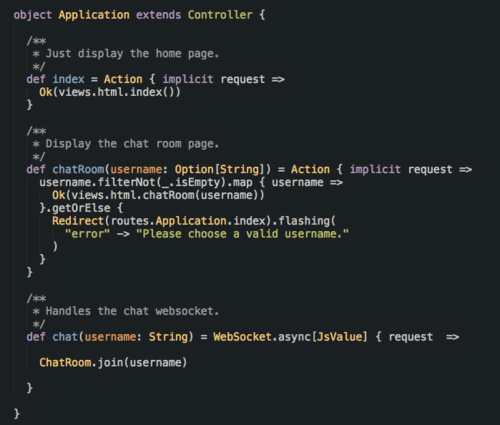 object Application extends Controller {
/**
* Just display the home page.
*/
def index = Action { implicit request =>
Ok(views.html.index())
}
/**
* Display the chat room page.
*/
def chatRoom(username: Option[String]) = Action { implicit request =>
username.filterNot(_.isEmpty).map { username =>
Ok(views.html.chatRoom(username))
}.getOrElse {
Redirect(routes.Application.index).flashing(
"error" -> "Please choose a valid username."
)
}
}
/**
* Handles the chat websocket.
*/
def chat(username: String) = WebSocket.async[JsValue] { request  =>
ChatRoom.join(username)
}
}